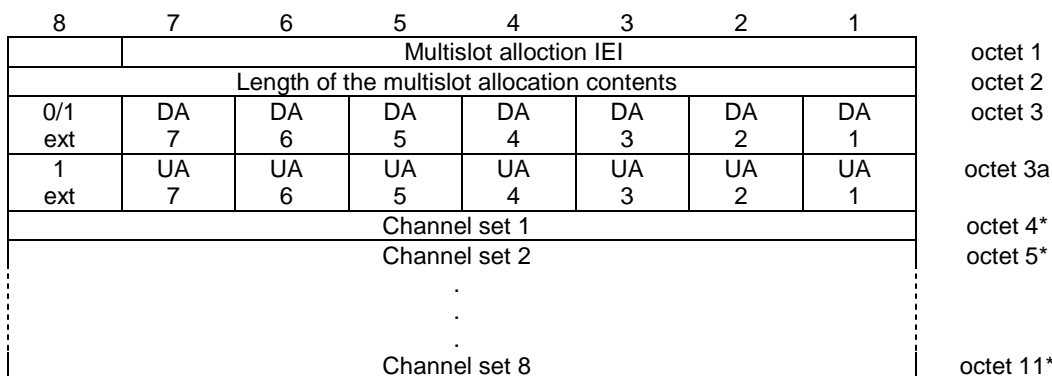 8 7 6 5 4 3 2 1
Multislot alloction IEI octet 1
Length of the multislot allocation contents octet 2
0/1 DA DA DA DA DA DA DA octet 3
ext 7 6 5 4 3 2 1
1 UA UA UA UA UA UA UA octet 3a
ext 7 6 5 4 3 2 1
Channel set 1 octet 4*
Channel set 2 octet 5*
.
.
.
Channel set 8 octet 11*